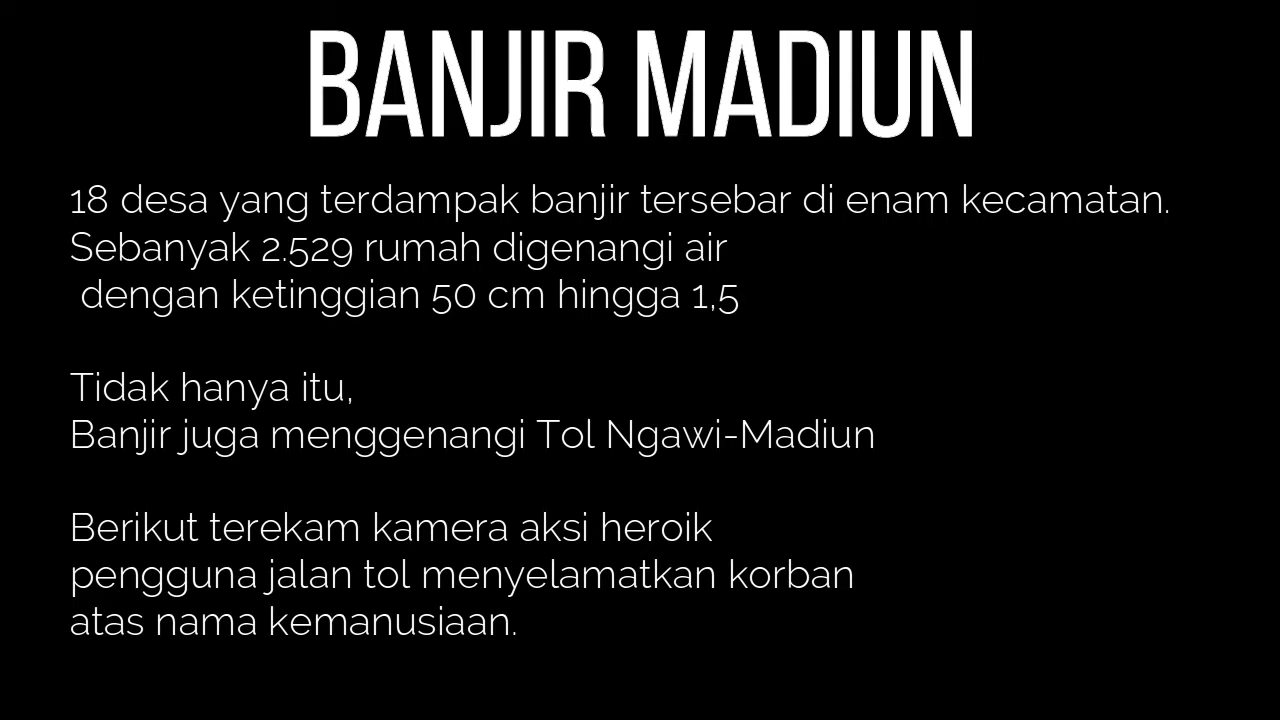 BANJIR MADIUN
18 desa yang terdampak banjir tersebar di enam kecamatan.
Sebanyak 2.529 rumah digenangi air
dengan ketinggian 50 cm hingga 1,5
Tidak hanya itu,
Banjir juga menggenangi Tol Ngawi-Madiun
Berikut terekam kamera aksi heroik
pengguna jalan tol menyelamatkan korban
atas nama kemanusiaan.